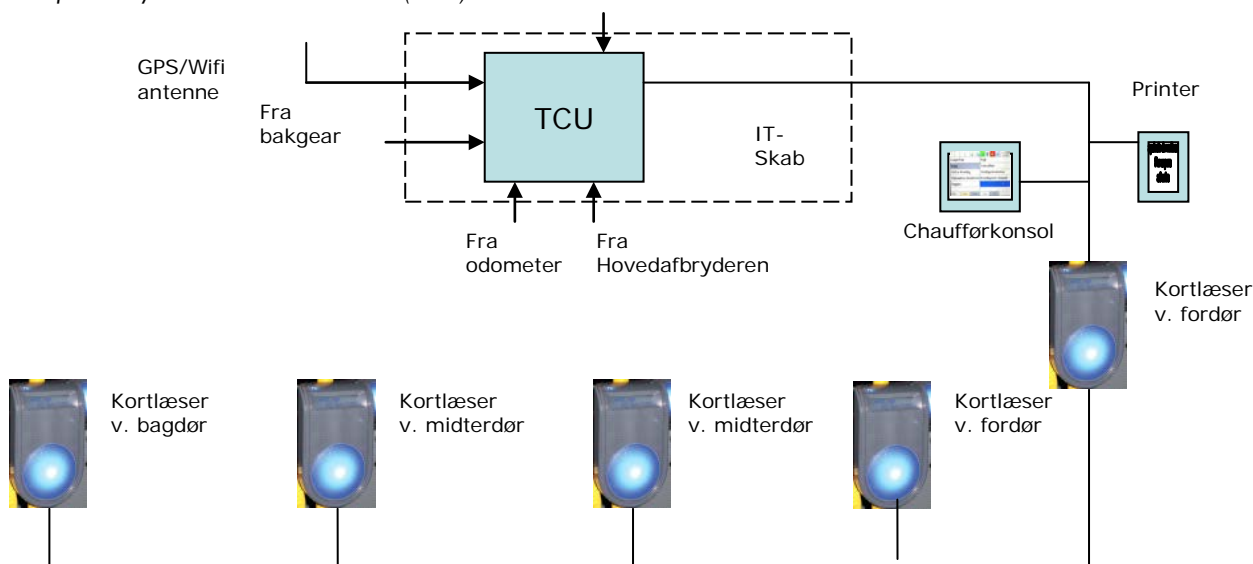 GPS/Wifi
antenne
Fra
bakgear
TCU
IT-
Skab
Printer
Chaufførkonsol
Fra
odometer
Fra
Hovedafbryderen
Kortlæser
v. fordør
Kortlæser
v. bagdør
Kortlæser
v. midterdør
Kortlæser
v. midterdør
Kortlæser
v. fordør